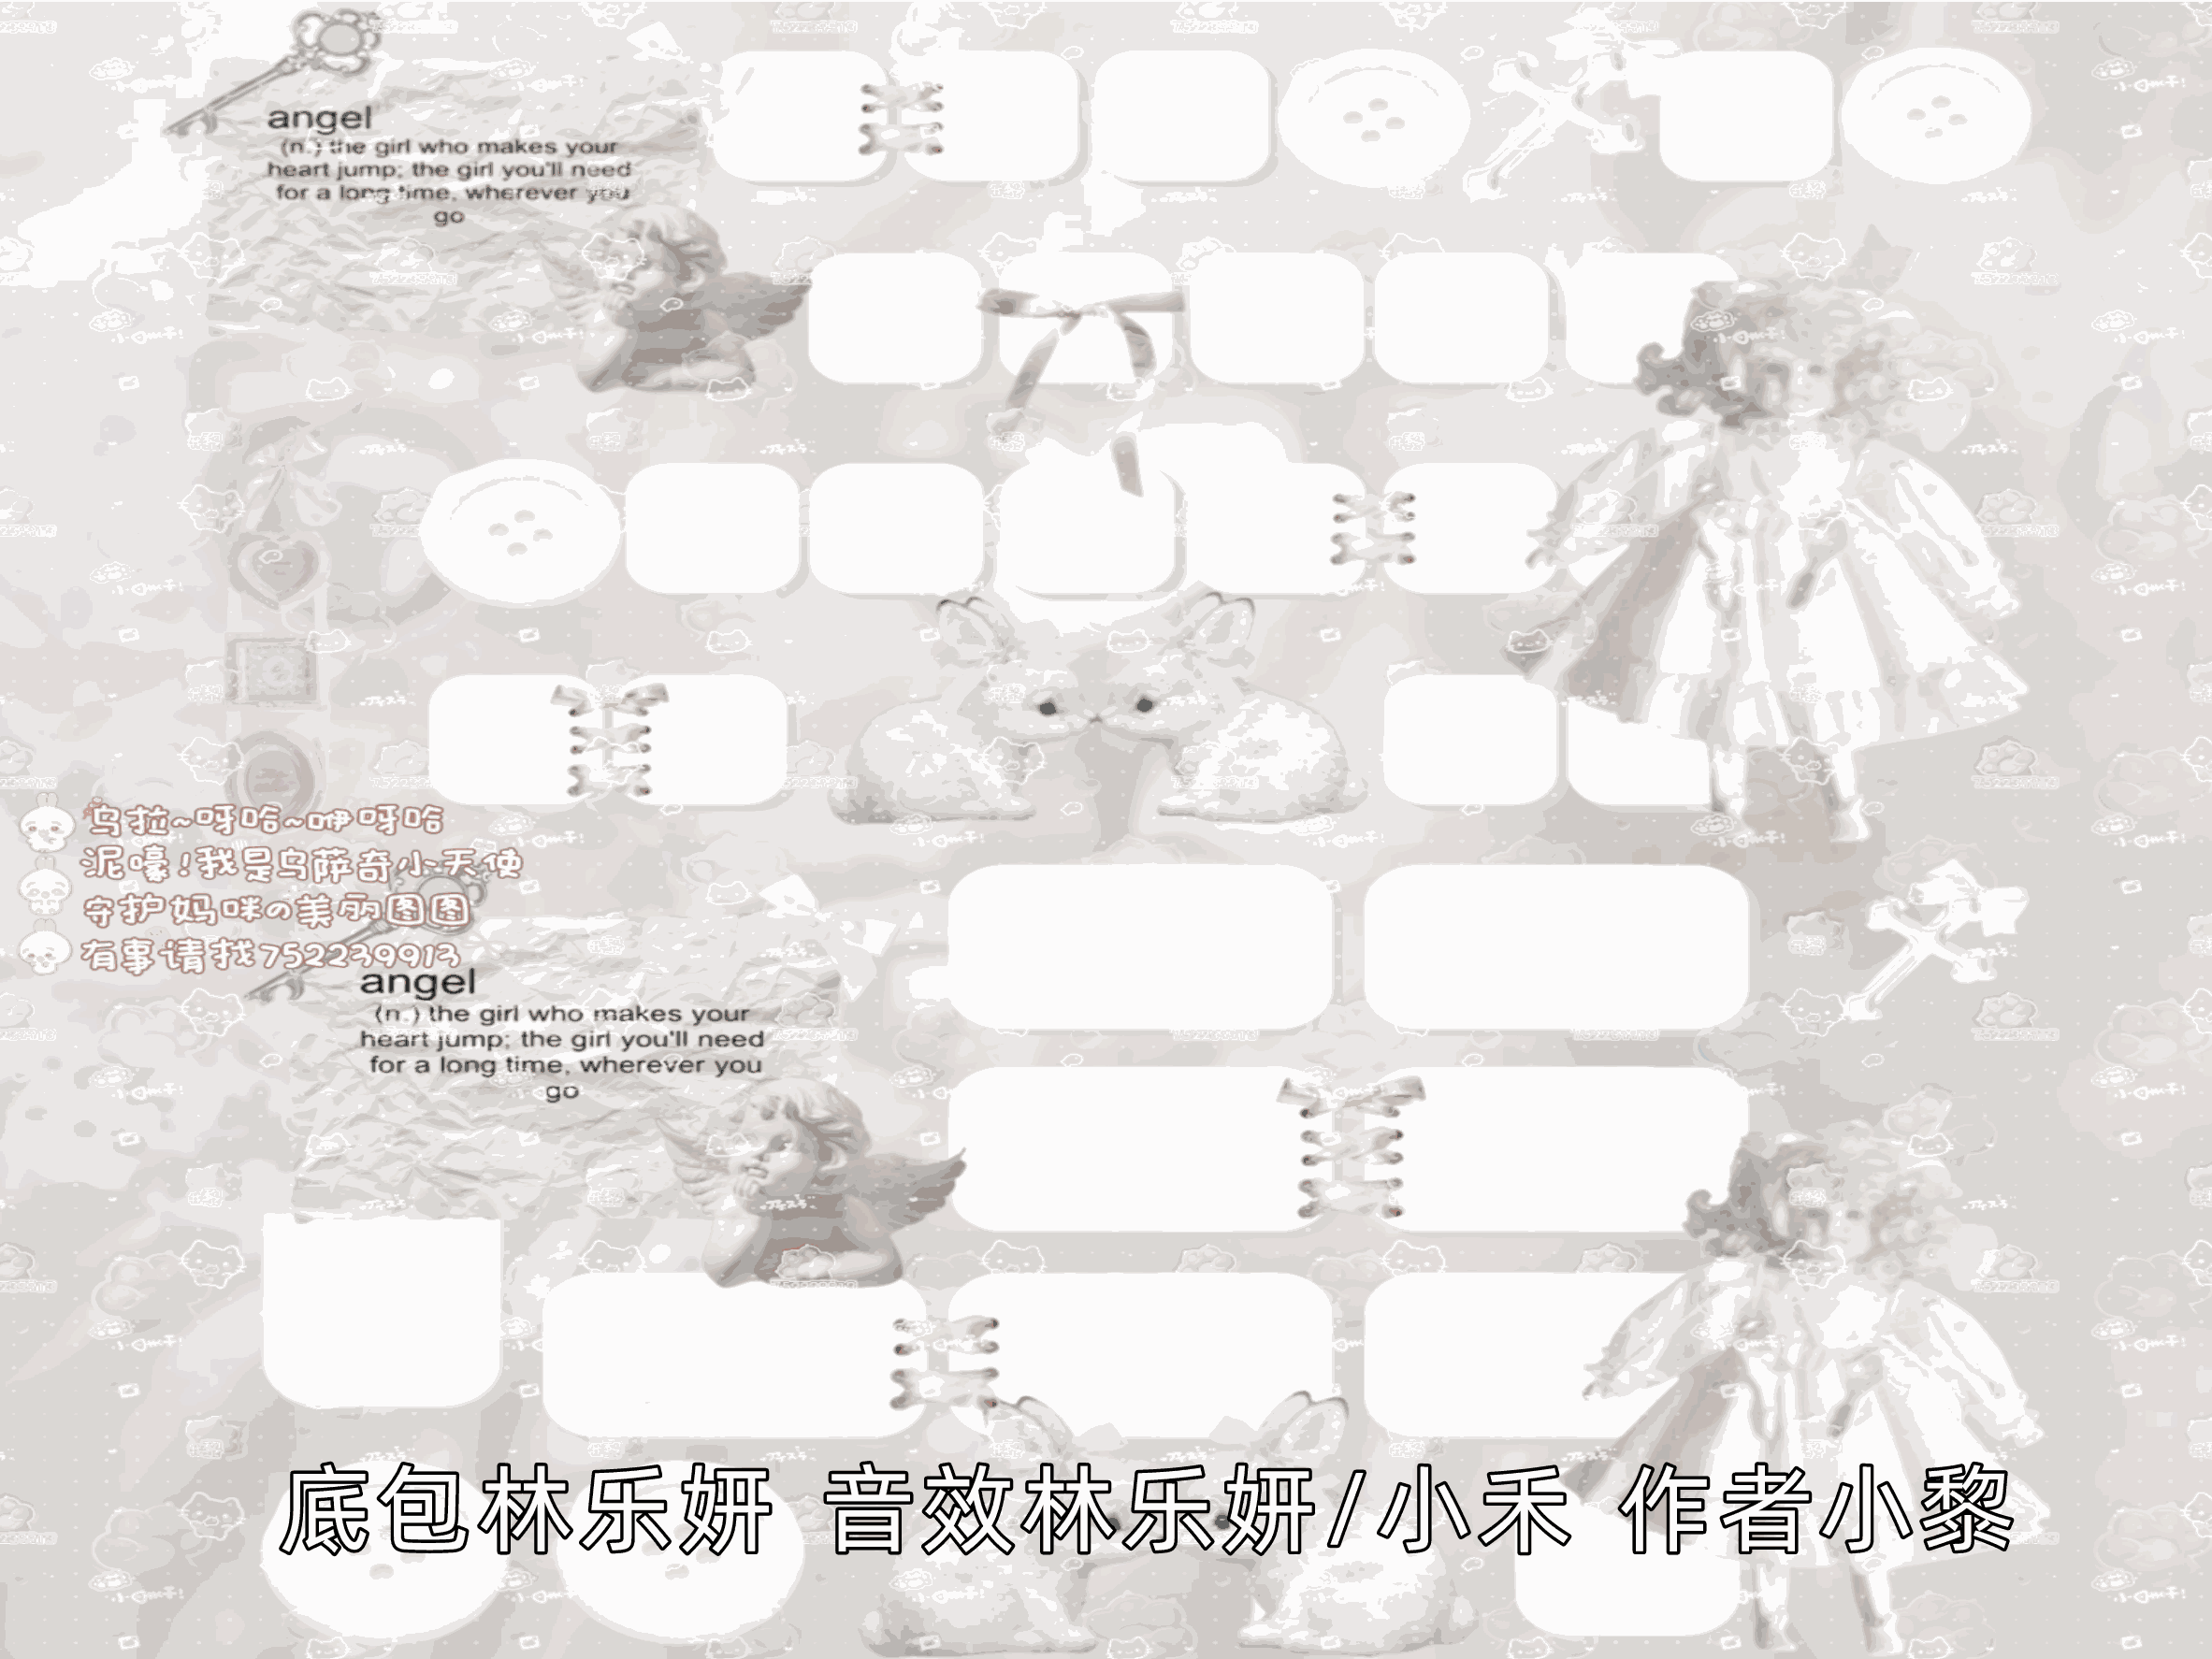 angel
(n.) the girl who makes your
heart jump; the girl you'll need
for a long time, wherever you
go
乌拉~呀哈~咿呀哈
泥嚎!我是乌萨奇小天使
守护妈咪の美丽图图
有事请找752239913
angel
(n.) the girl who makes your
heart jump; the girl you'll need
for a long time, wherever you
go
底包林乐妍 音效林乐妍/小禾 作者小黎